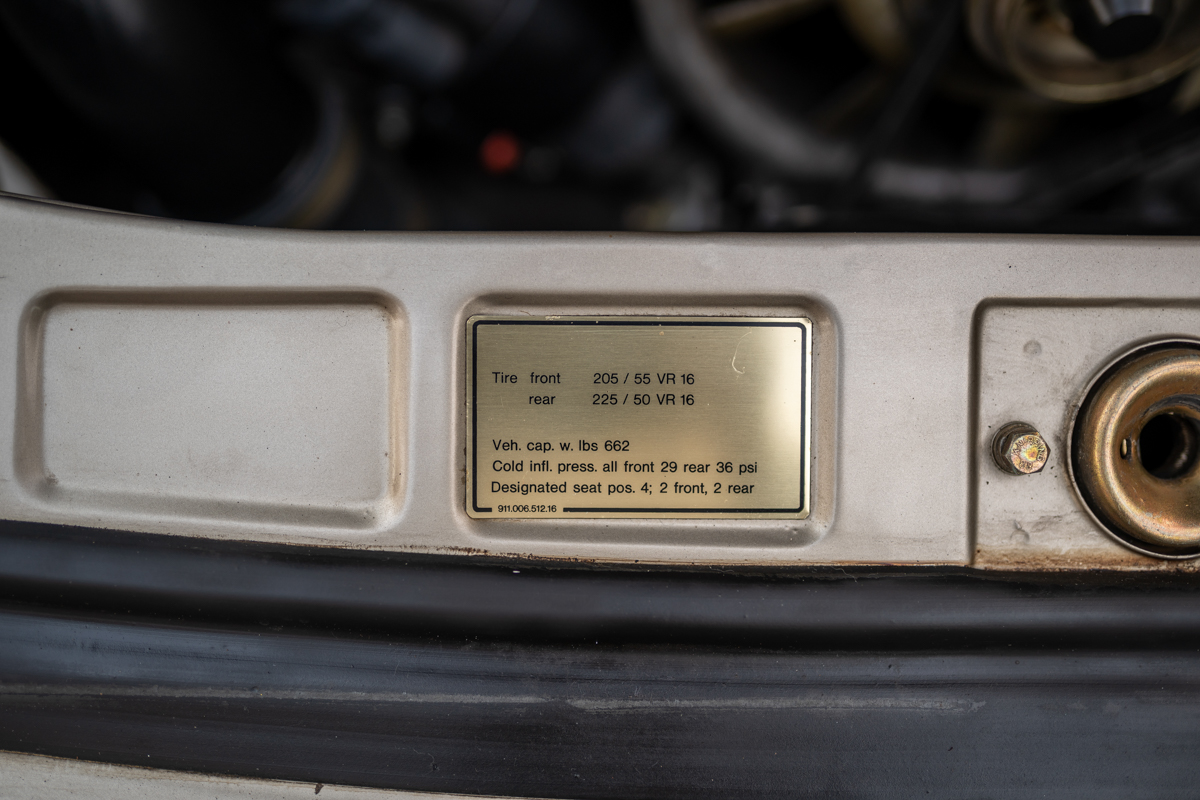 Tire front 205 / 55 VR 16
rear 225 / 50 VR 16
Veh. cap. w. lbs 662
Cold infl. press. all front 29 rear 36 psi
Designated seat pos. 4; 2 front, 2 rear
911.006.512.16